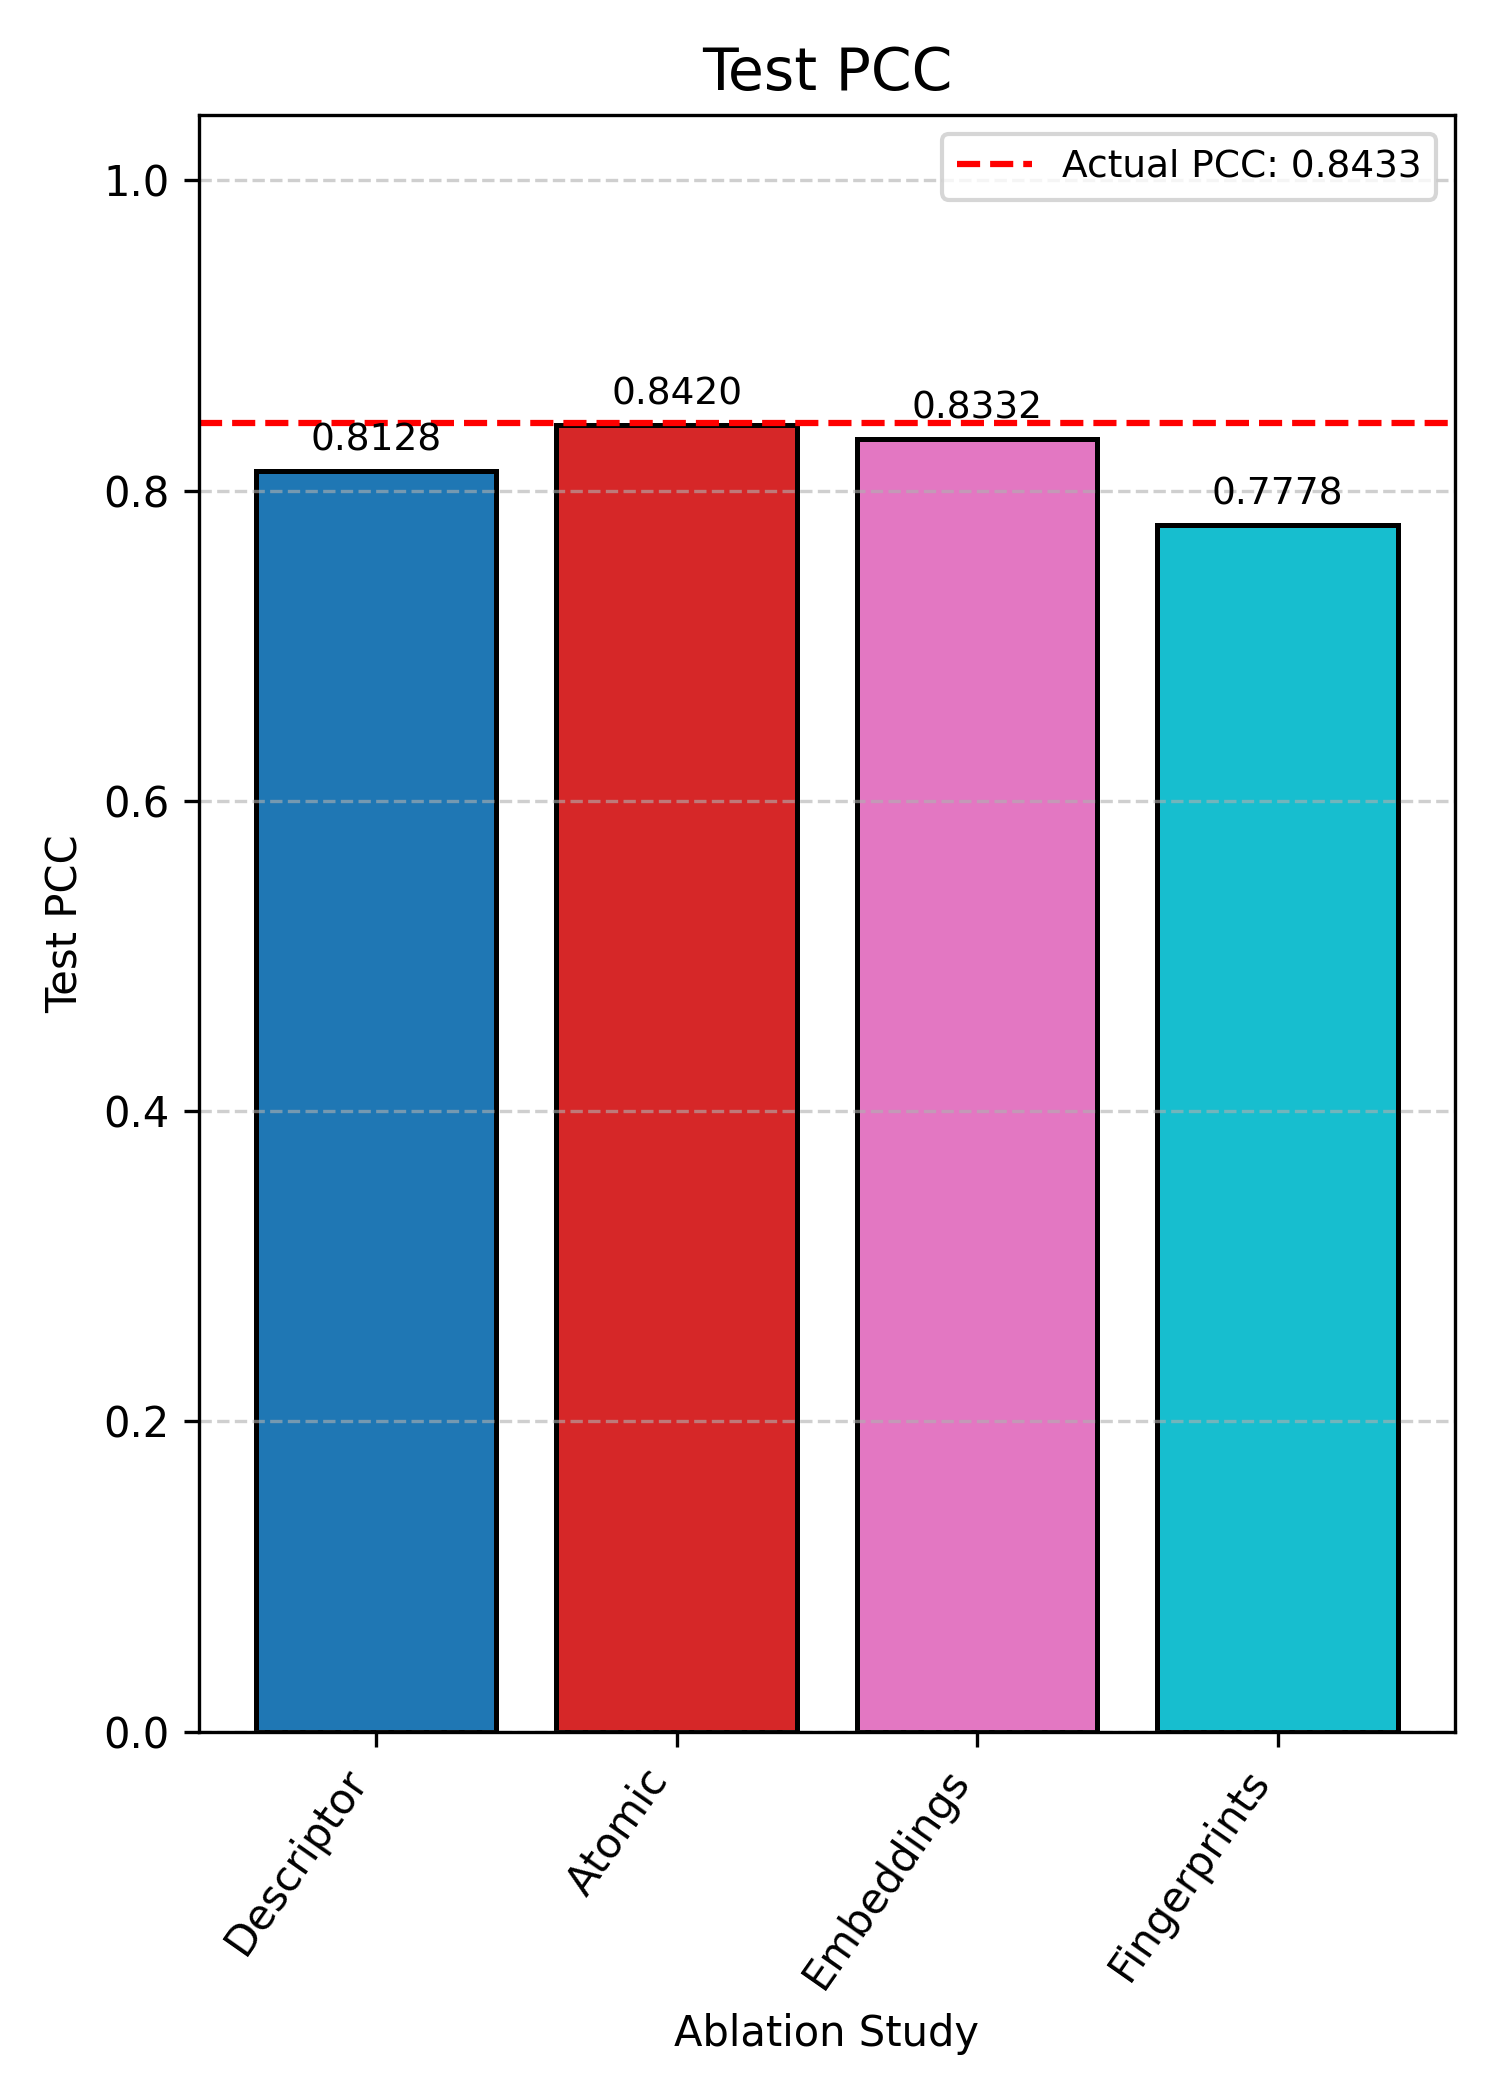 Test PCC
Actual PCC: 0.8433
1.0
0.8
0.6
0.4
0.2
0.0
Test PCC
0.8128
0.8420
0.8332
0.7778
Descriptor
Atomic
Embeddings
Fingerprints
Ablation Study